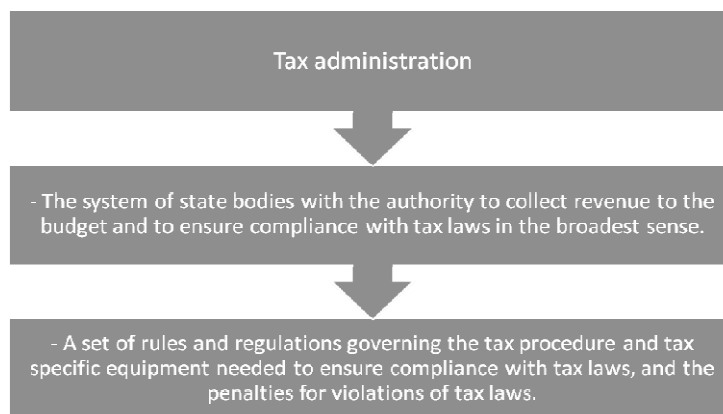 Tax administration
- The system of state bodies with the authority to collect revenue to the
budget and to ensure compliance with tax laws in the broadest sense.
- A set of rules and regulations governing the tax procedure and tax
specific equipment needed to ensure compliance with tax laws, and the
penalties for violations of tax laws.